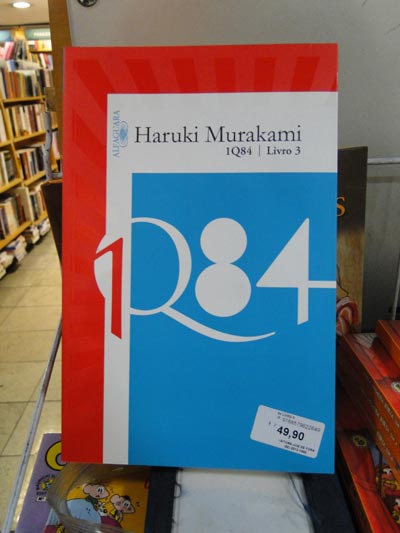 ALFAGUARA
Haruki Murakami
1Q84 | Livro 3
1Q84
49,90